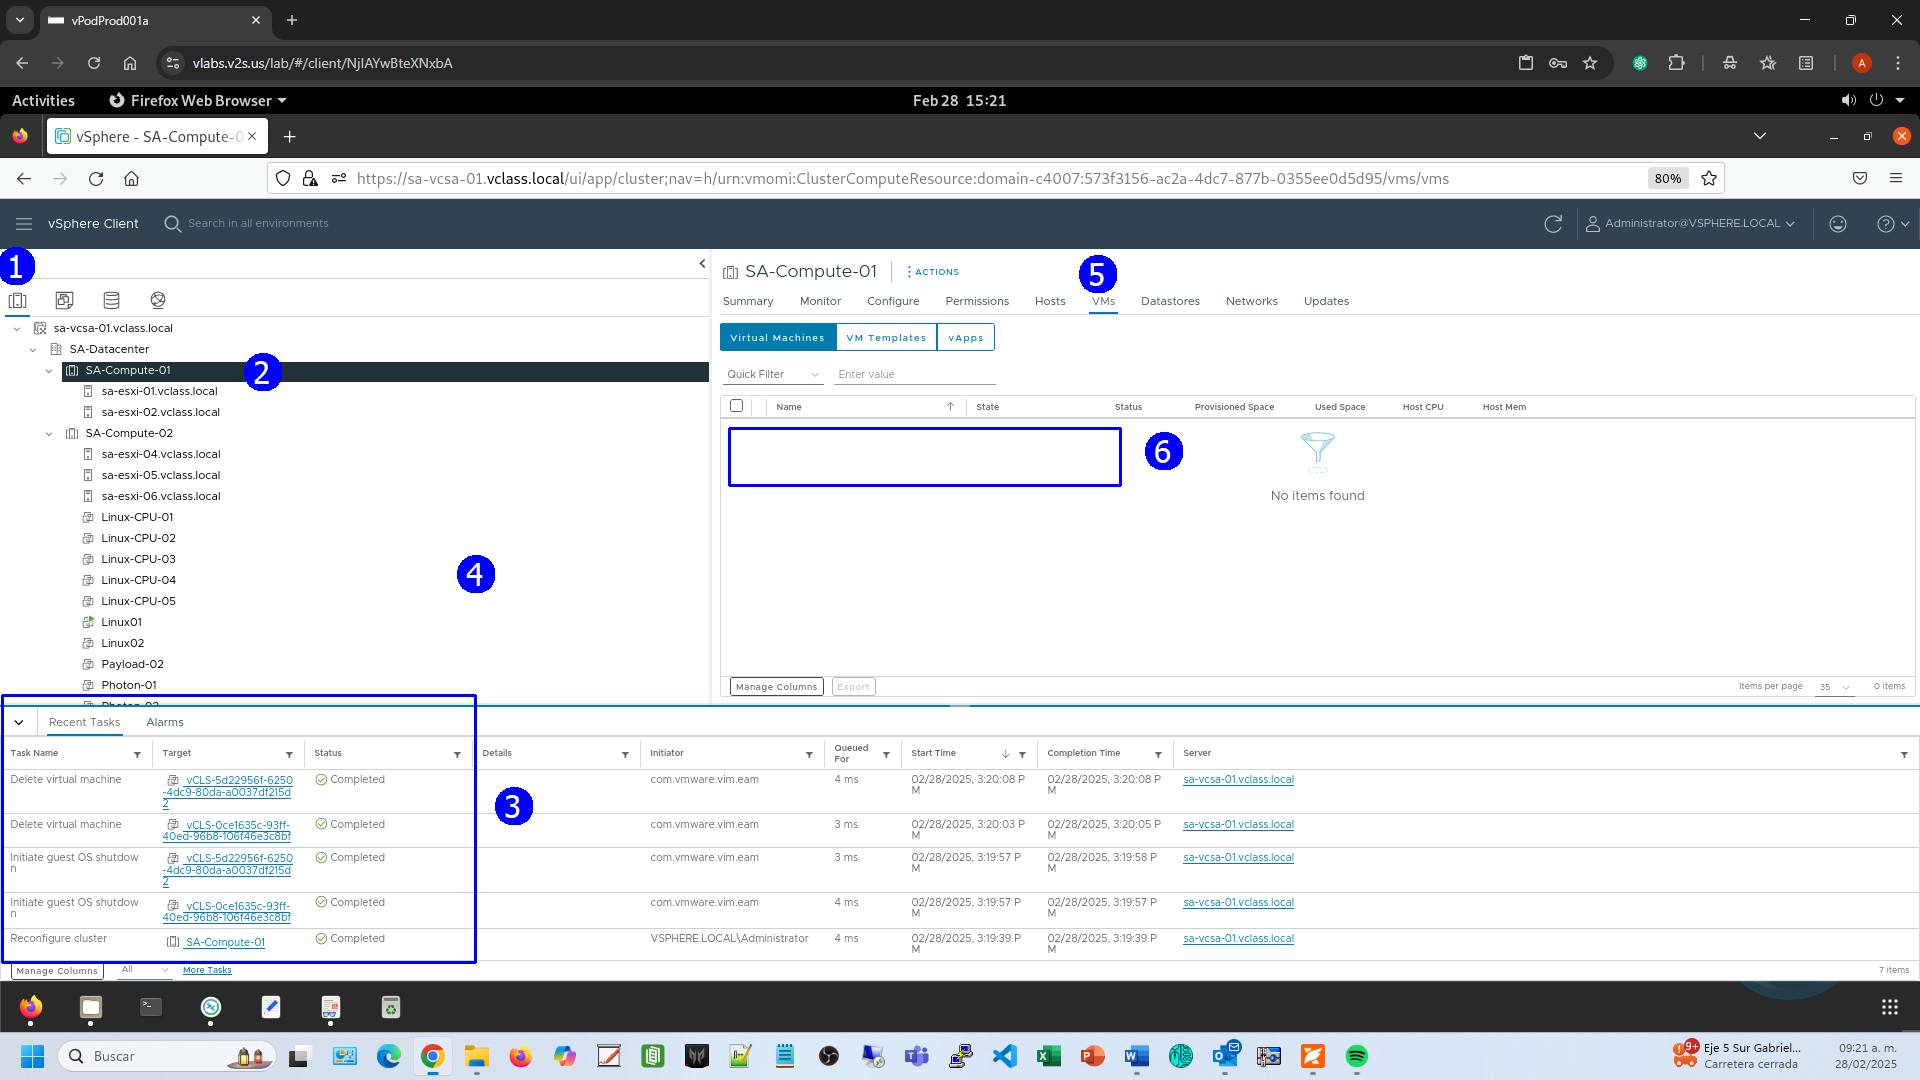 vPodProd001a
vlabs.v2s.us/lab/#/client/NjIAYwBteXNxbA
A
Activities
Firefox Web Browser
Feb 28 15:21
vSphere - SA-Compute-0
https://sa-vcsa-01.vclass.local/ui/app/cluster;nav=h/urn:vmomi:ClusterComputeResource:domain-c4007:573f3156-ac2a-4dc7-877b-0355ee0d5d95/vms/vms
80%
vSphere Client
Search in all environments
Administrator@VSPHERE.LOCAL
1
sa-vcsa-01.vclass.local
SA-Datacenter
SA-Compute-01
2
sa-esxi-01.vclass.local
sa-esxi-02.vclass.local
SA-Compute-02
sa-esxi-04.vclass.local
sa-esxi-05.vclass.local
sa-esxi-06.vclass.local
Linux-CPU-01
Linux-CPU-02
Linux-CPU-03
4
Linux-CPU-04
Linux-CPU-05
Linux01
Linux02
Payload-02
Photon-01
SA-Compute-01
ACTIONS
5
Summary Monitor Configure Permissions Hosts VMs Datastores Networks Updates
Virtual Machines VM Templates vApps
Quick Filter Enter value
Name State Status Provisioned Space Used Space Host CPU Host Mem
6
No items found
Manage Columns Export Items per page 35 0 items
Recent Tasks Alarms
Task Name Target Status Details Initiator Queued For Start Time Completion Time Server
Delete virtual machine vCLS-5d22956f-6250-4dc9-80da-a0037df215d2 Completed com.vmware.vim.eam 4 ms 02/28/2025, 3:20:08 PM 02/28/2025, 3:20:08 PM sa-vcsa-01.vclass.local
3
Delete virtual machine vCLS-0ce1635c-93ff-40ed-96b8-106f46e3c8bf Completed com.vmware.vim.eam 3 ms 02/28/2025, 3:20:03 PM 02/28/2025, 3:20:05 PM sa-vcsa-01.vclass.local
Initiate guest OS shutdown vCLS-5d22956f-6250-4dc9-80da-a0037df215d2 Completed com.vmware.vim.eam 3 ms 02/28/2025, 3:19:57 PM 02/28/2025, 3:19:58 PM sa-vcsa-01.vclass.local
Initiate guest OS shutdown vCLS-0ce1635c-93ff-40ed-96b8-106f46e3c8bf Completed com.vmware.vim.eam 4 ms 02/28/2025, 3:19:57 PM 02/28/2025, 3:19:57 PM sa-vcsa-01.vclass.local
Reconfigure cluster SA-Compute-01 Completed VSPHERE.LOCAL\Administrator 4 ms 02/28/2025, 3:19:39 PM 02/28/2025, 3:19:39 PM sa-vcsa-01.vclass.local
Manage Columns All More Tasks 7 items
Buscar
9+
Eje 5 Sur Gabriel...
Carretera cerrada
09:21 a. m.
28/02/2025